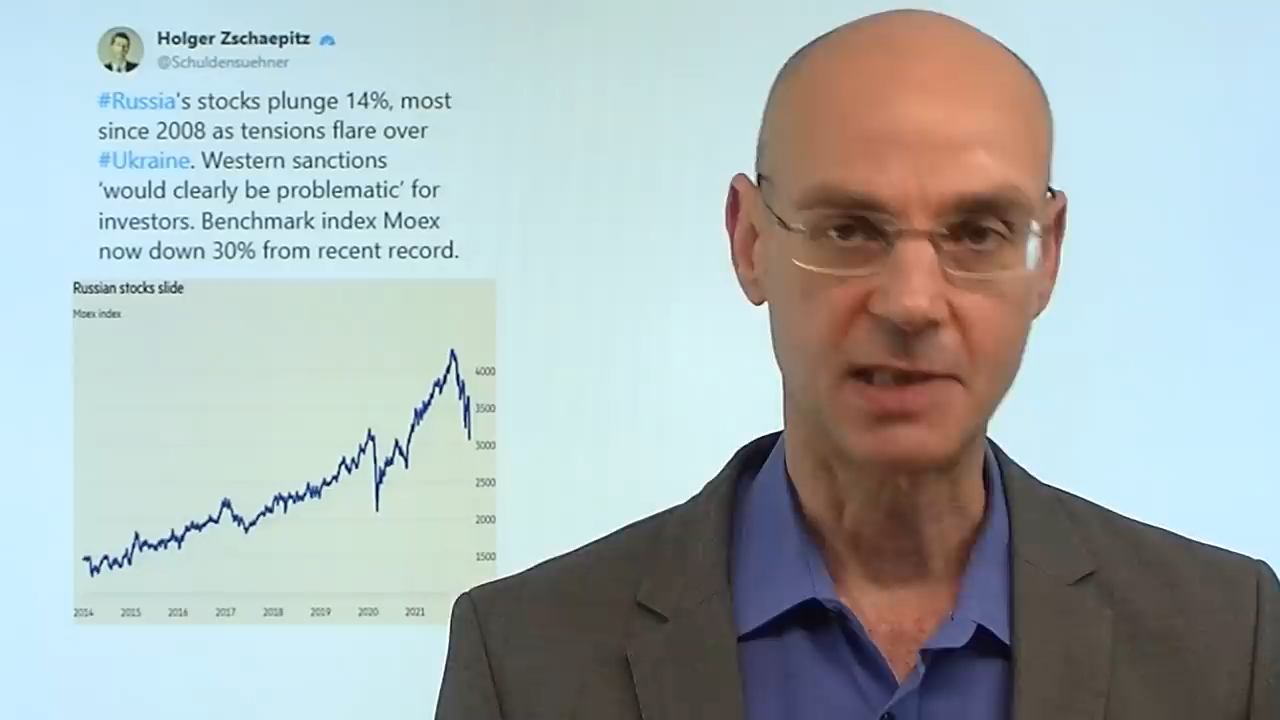 Holger Zschaepitz
@Schuldensuehner
#Russia's stocks plunge 14%, most
since 2008 as tensions flare over
#Ukraine. Western sanctions
'would clearly be problematic' for
investors. Benchmark index Moex
now down 30% from recent record.
Russian stocks slide
Moex index
4000
3500
3000
2500
2000
1500
2014 2015 2016 2017 2018 2019 2020 2021